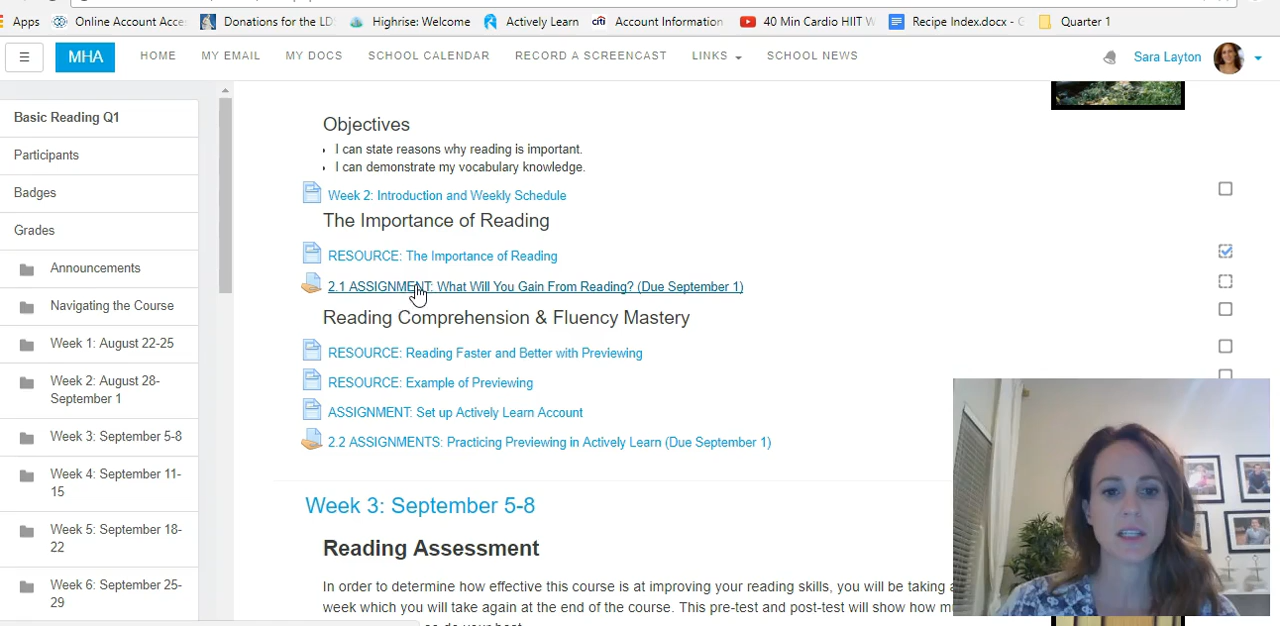 Apps Online Account Acce Donations for the LD Highrise: Welcome Actively Learn citi Account Information 40 Min Cardio HIIT W Recipe Index.docx - G Quarter 1
MHA HOME MY EMAIL MY DOCS SCHOOL CALENDAR RECORD A SCREENCAST LINKS SCHOOL NEWS Sara Layton
Basic Reading Q1
Participants
Badges
Grades
Announcements
Navigating the Course
Week 1: August 22-25
Week 2: August 28-
September 1
Week 3: September 5-8
Week 4: September 11-
15
Week 5: September 18-
22
Week 6: September 25-
29
Objectives
I can state reasons why reading is important.
I can demonstrate my vocabulary knowledge.
Week 2: Introduction and Weekly Schedule
The Importance of Reading
RESOURCE: The Importance of Reading
2.1 ASSIGNMENT: What Will You Gain From Reading? (Due September 1)
Reading Comprehension & Fluency Mastery
RESOURCE: Reading Faster and Better with Previewing
RESOURCE: Example of Previewing
ASSIGNMENT: Set up Actively Learn Account
2.2 ASSIGNMENTS: Practicing Previewing in Actively Learn (Due September 1)
Week 3: September 5-8
Reading Assessment
In order to determine how effective this course is at improving your reading skills, you will be taking
week which you will take again at the end of the course. This pre-test and post-test will show how